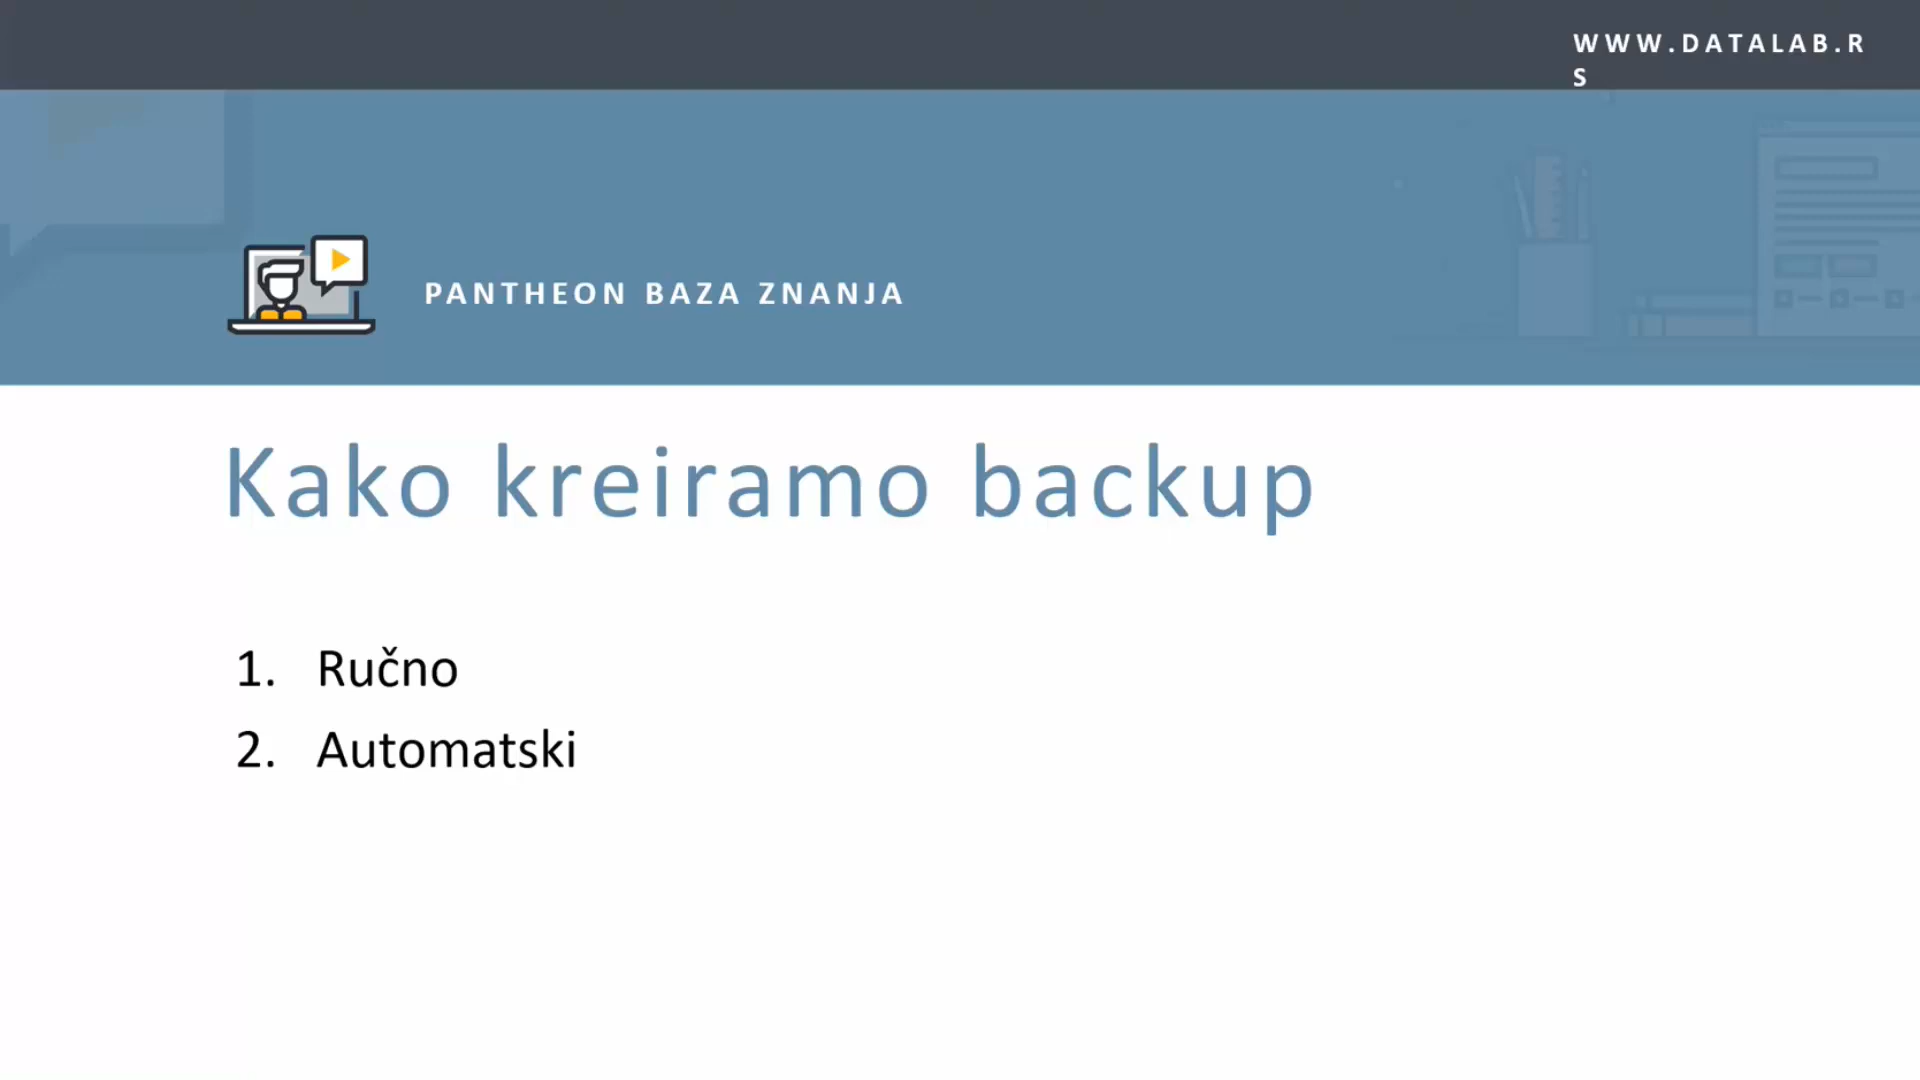 WWW.DATALAB.R
S
PANTHEON BAZA ZNANJA
Kako kreiramo backup
1. Ručno
2. Automatski